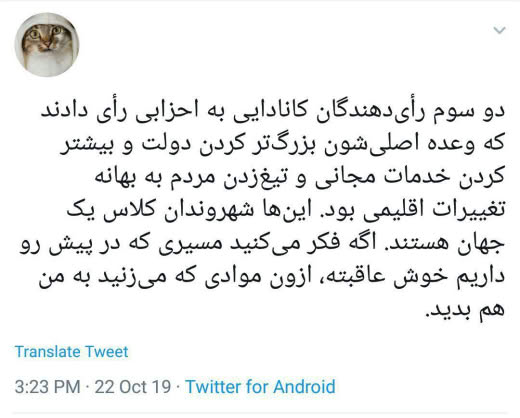 دو سوم رأی‌دهندگان کانادایی به احزابی رأی دادند
که وعده اصلی‌شون بزرگ‌تر کردن دولت و بیشتر
کردن خدمات مجانی و تیغ‌زدن مردم به بهانه
تغییرات اقلیمی بود. این‌ها شهروندان کلاس یک
جهان هستند. اگه فکر می‌کنید مسیری که در پیش رو
داریم خوش عاقبته، ازون موادی که می‌زنید به من
هم بدید.
Translate Tweet
3:23 PM · 22 Oct 19 · Twitter for Android